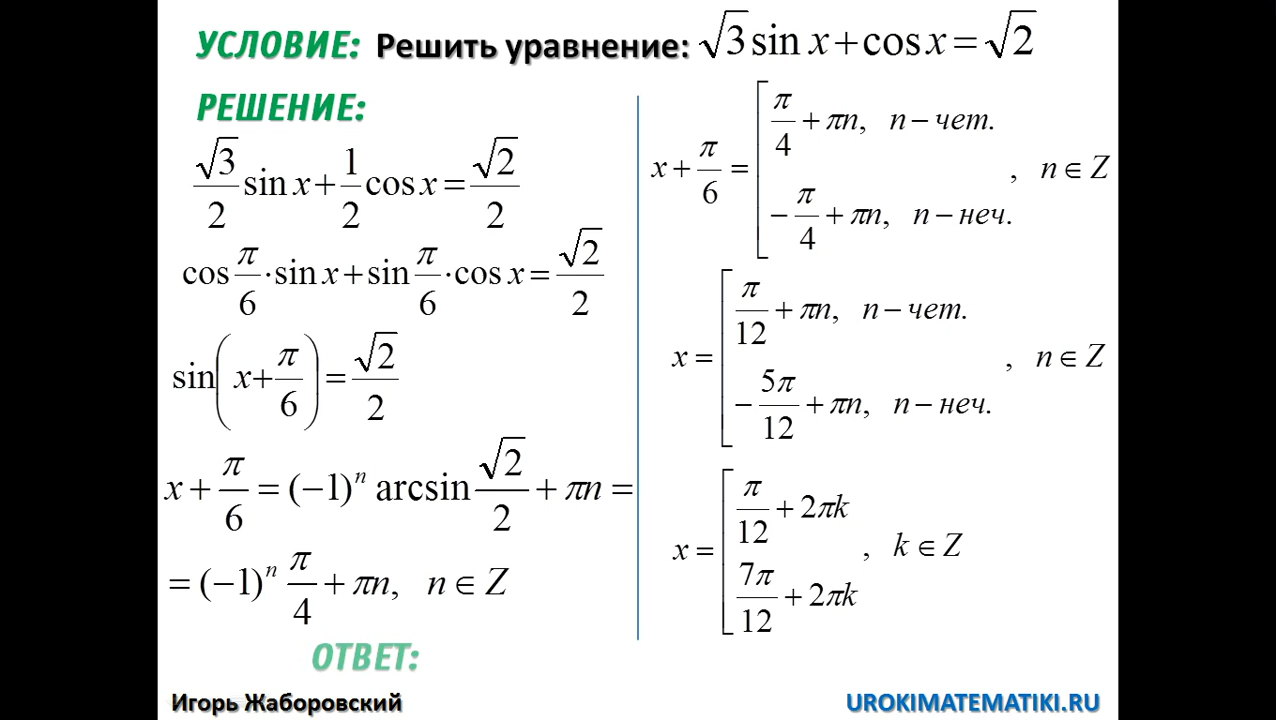 УСЛОВИЕ: Решить уравнение: √3 sin x + cos x = √2
РЕШЕНИЕ:
√3/2 sin x + 1/2 cos x = √2/2
cos π/6 · sin x + sin π/6 · cos x = √2/2
sin(x + π/6) = √2/2
x + π/6 = (−1)ⁿ arcsin √2/2 + πn =
= (−1)ⁿ π/4 + πn, n ∈ Z
x + π/6 = [ π/4 + πn, n − чет.
− π/4 + πn, n − неч. , n ∈ Z
x = [ π/12 + πn, n − чет.
− 5π/12 + πn, n − неч. , n ∈ Z
x = [ π/12 + 2πk
7π/12 + 2πk , k ∈ Z
ОТВЕТ:
Игорь Жаборовский
UROKIMATEMATIKI.RU